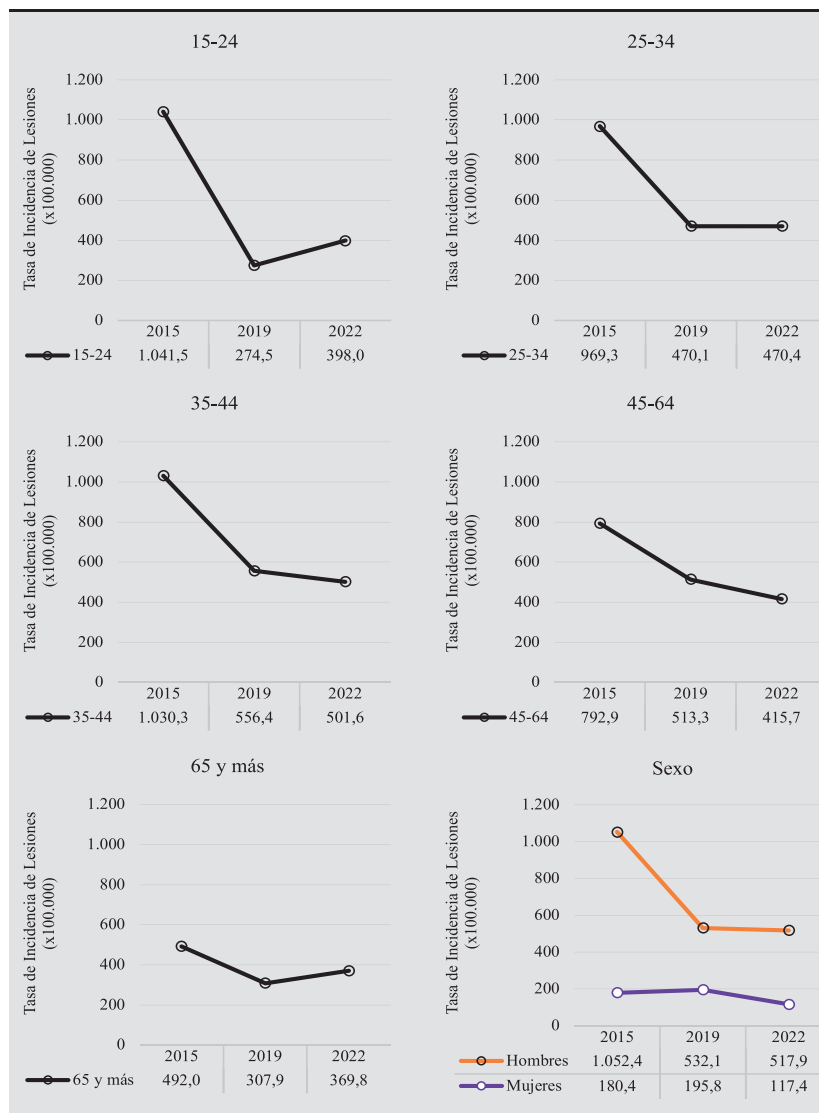 15-24
Tasa de Incidencia de Lesiones
(x100.000)
1.200
1.000
800
600
400
200
0
2015 2019 2022
15-24 1.041,5 274,5 398,0
25-34
Tasa de Incidencia de Lesiones
(x100.000)
1.200
1.000
800
600
400
200
0
2015 2019 2022
25-34 969,3 470,1 470,4
35-44
Tasa de Incidencia de Lesiones
(x100.000)
1.200
1.000
800
600
400
200
0
2015 2019 2022
35-44 1.030,3 556,4 501,6
45-64
Tasa de Incidencia de Lesiones
(x100.000)
1.200
1.000
800
600
400
200
0
2015 2019 2022
45-64 792,9 513,3 415,7
65 y más
Tasa de Incidencia de Lesiones
(x100.000)
1.200
1.000
800
600
400
200
0
2015 2019 2022
65 y más 492,0 307,9 369,8
Sexo
Tasa de Incidencia de Lesiones
(x100.000)
1.200
1.000
800
600
400
200
0
2015 2019 2022
Hombres 1.052,4 532,1 517,9
Mujeres 180,4 195,8 117,4